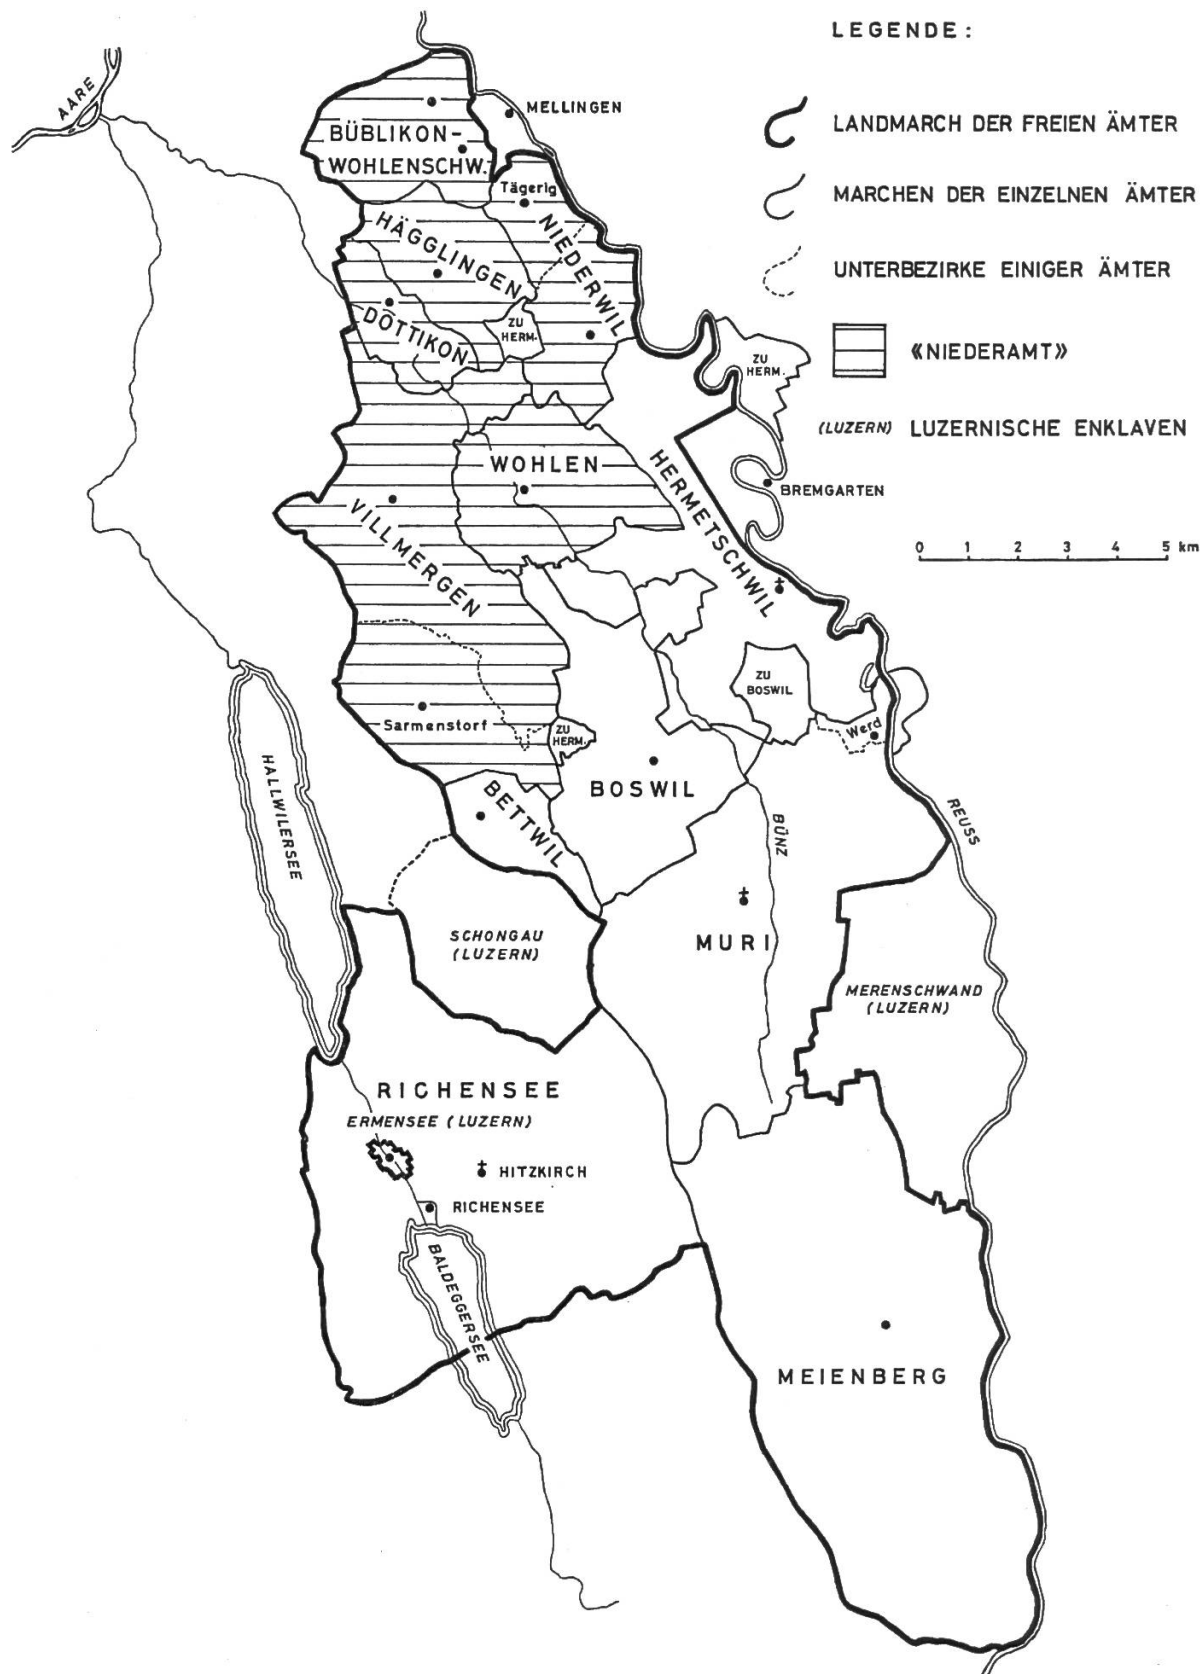 LEGENDE:
LANDMARCH DER FREIEN ÄMTER
MARCHEN DER EINZELNEN ÄMTER
UNTERBEZIRKE EINIGER ÄMTER
«NIEDERAMT»
(LUZERN) LUZERNISCHE ENKLAVEN
0 1 2 3 4 5 km
AARE
MELLINGEN
BÜBLIKON-
WOHLENSCHW.
Tägerig
NIEDERWIL
HÄGGLINGEN
DOTTIKON
ZU
HERM.
ZU
HERM.
WOHLEN
HERMETSCHWIL
BREMGARTEN
VILLMERGEN
ZU
BOSWIL
Sarmenstorf
ZU
HERM.
Werd
HALLWILERSEE
BETTWIL
BOSWIL
BÜNZ
REUSS
SCHONGAU
(LUZERN)
MURI
MERENSCHWAND
(LUZERN)
RICHENSEE
ERMENSEE (LUZERN)
HITZKIRCH
RICHENSEE
BALDEGGERSEE
MEIENBERG